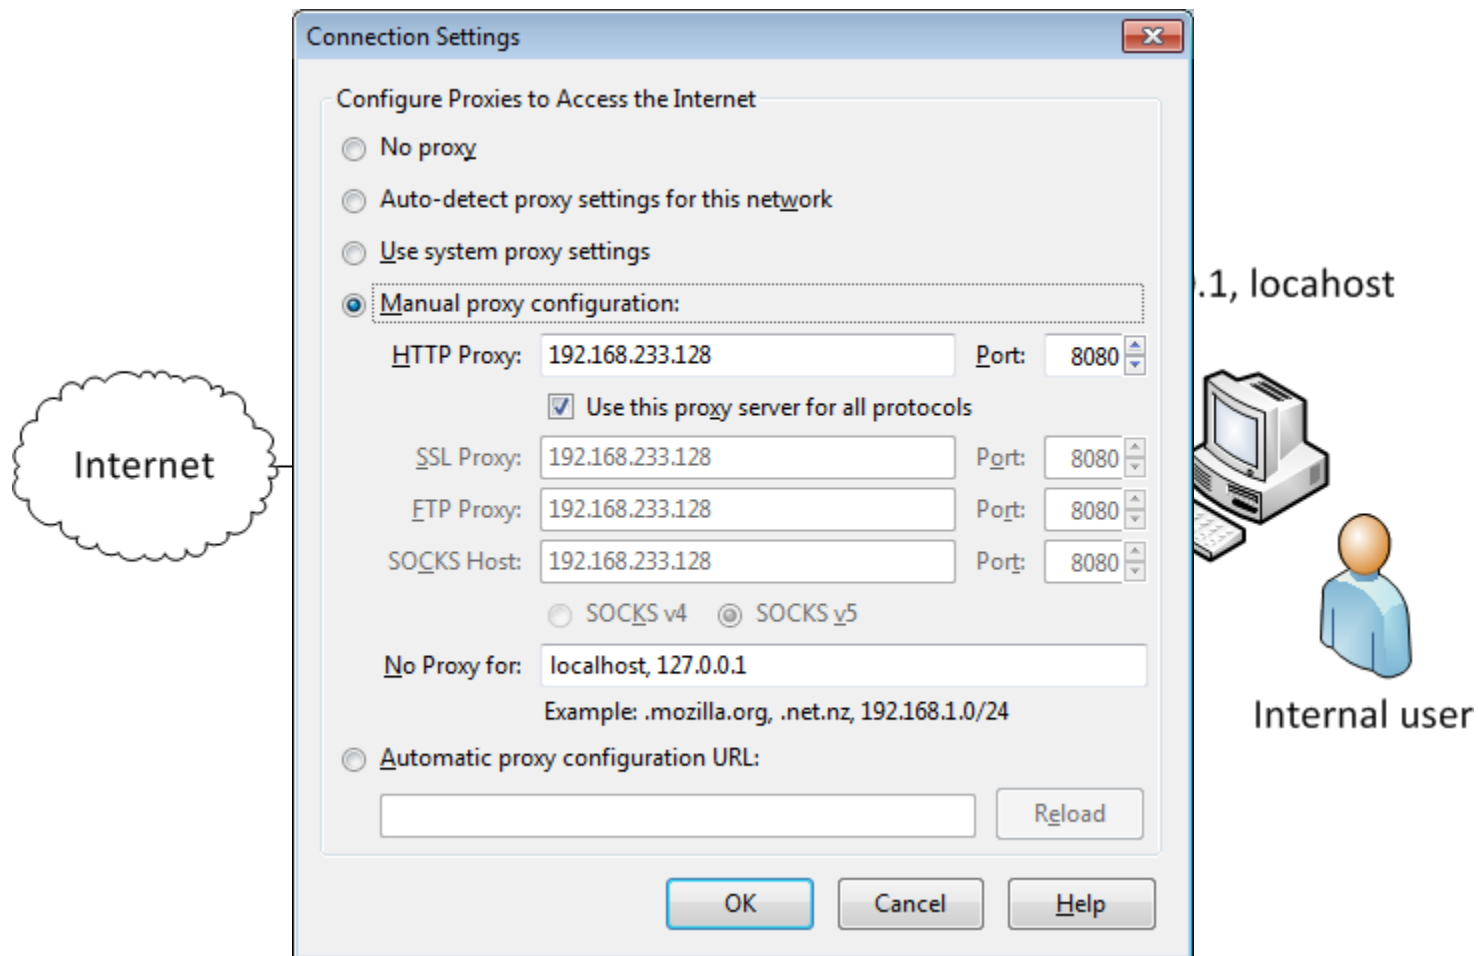 Connection Settings
Configure Proxies to Access the Internet
No proxy
Auto-detect proxy settings for this network
Use system proxy settings
.1, locahost
Manual proxy configuration:
HTTP Proxy: 192.168.233.128 Port: 8080
Use this proxy server for all protocols
Internet
SSL Proxy: 192.168.233.128 Port: 8080
FTP Proxy: 192.168.233.128 Port: 8080
SOCKS Host: 192.168.233.128 Port: 8080
SOCKS v4 SOCKS v5
No Proxy for: localhost, 127.0.0.1
Example: .mozilla.org, .net.nz, 192.168.1.0/24
Internal user
Automatic proxy configuration URL:
Reload
OK Cancel Help